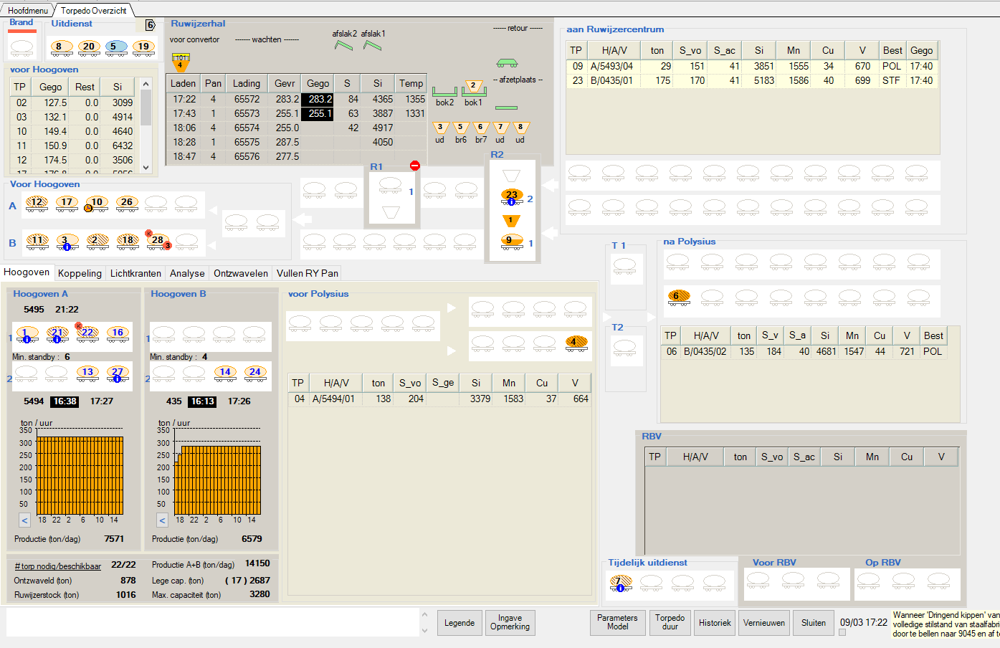 Hoofdmenu Torpedo Overzicht
Brand
Uitdienst 6
8 20 5 19
voor Hoogoven
TP Gego Rest Si
02 127.5 0.0 3099
03 132.1 0.0 4914
10 149.4 0.0 4640
11 150.9 0.0 6432
12 174.5 0.0 3506
Ruwijzerhal
voor convertor ------- wachten ------- afslak2 afslak1 ----- retour -----
101
4
Laden Pan Lading Gevr Gego S Si Temp
17:22 4 65572 283.2 283.2 84 4365 1355
17:43 1 65573 255.1 255.1 63 3887 1331
18:06 4 65574 255.0 42 4917
18:28 1 65575 287.5 4050
18:47 4 65576 277.5
-- afzetplaats --
2
bok2 bok1
3 5 6 7 8
ud br6 br7 ud ud
aan Ruwijzercentrum
TP H/A/V ton S_vo S_ac Si Mn Cu V Best Gego
09 A/5493/04 29 151 41 3851 1555 34 670 POL 17:40
23 B/0435/01 175 170 41 5183 1586 40 699 STF 17:40
Voor Hoogoven
A 12 17 10 26
B 11 3 2 18 K 28 3
R1
1
R2
23 2
1
9 1
Hoogoven Koppeling Lichtkranten Analyse Ontzwavelen Vullen RY Pan
Hoogoven A
5495 21:22
1 1 21 K 22 16
Min. standby : 6
2 13 27
5494 16:38 17:27
ton / uur
350
300
250
200
150
100
50
< 18 22 2 6 10 14
Productie (ton/dag) 7571
Hoogoven B
1
Min. standby : 4
2 14 24
435 16:13 17:26
ton / uur
350
300
250
200
150
100
50
< 18 22 2 6 10 14
Productie (ton/dag) 6579
# torp nodig/beschikbaar 22/22 Productie A+B (ton/dag) 14150
Ontzwaveld (ton) 878 Lege cap. (ton) ( 17 ) 2687
Ruwijzerstock (ton) 1016 Max. capaciteit (ton) 3280
voor Polysius
4
TP H/A/V ton S_vo S_ge Si Mn Cu V
04 A/5494/01 138 204 3379 1583 37 664
T 1
T2
na Polysius
6
TP H/A/V ton S_v S_a Si Mn Cu V Best
06 B/0435/02 135 184 40 4681 1547 44 721 POL
RBV
TP H/A/V ton S_vo S_ac Si Mn Cu V
Tijdelijk uitdienst
7
Voor RBV Op RBV
Legende
Ingave Opmerking
Parameters Model
Torpedo duur
Historiek
Vernieuwen
Sluiten
09/03 17:22
Wanneer 'Dringend kippen' van
volledige stilstand van staalfabri
door te bellen naar 9045 en af t